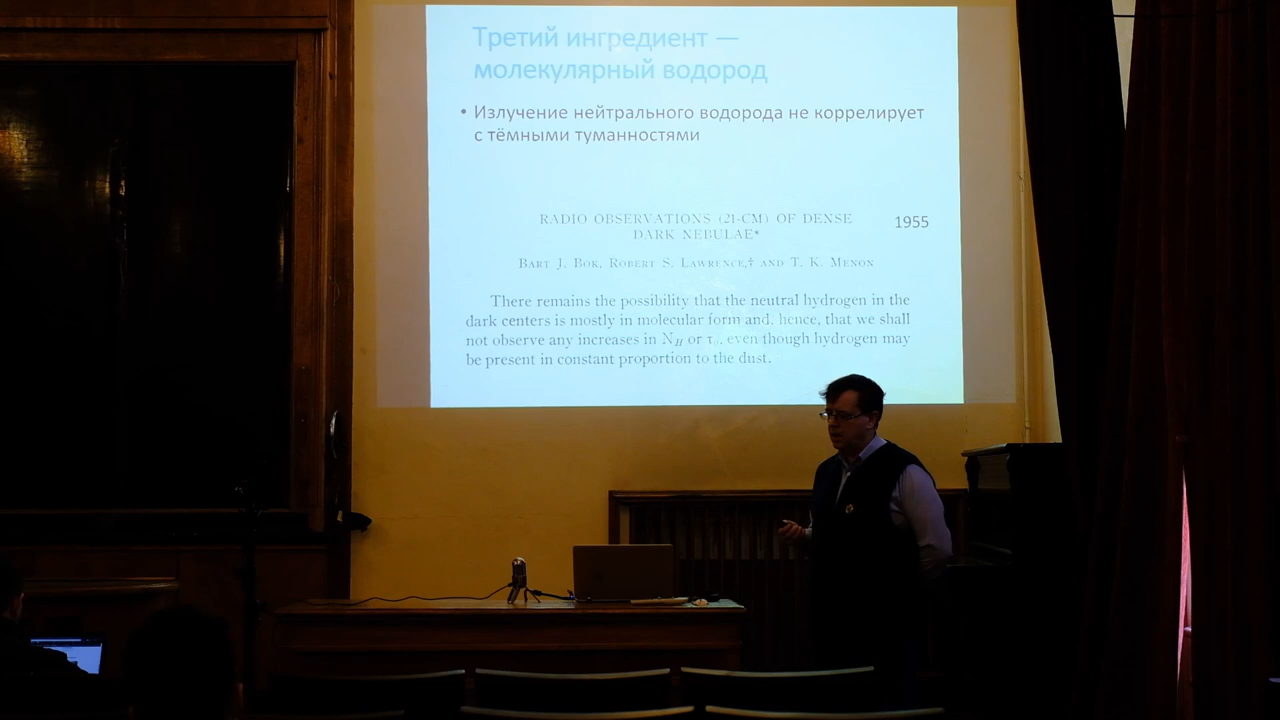 Третий ингредиент —
молекулярный водород
• Излучение нейтрального водорода не коррелирует
с тёмными туманностями
RADIO OBSERVATIONS (21-CM) OF DENSE
DARK NEBULAE*
1955
BART J. BOK, ROBERT S. LAWRENCE,† AND T. K. MENON
There remains the possibility that the neutral hydrogen in the
dark centers is mostly in molecular form and, hence, that we shall
not observe any increases in N_H or τ, even though hydrogen may
be present in constant proportion to the dust.